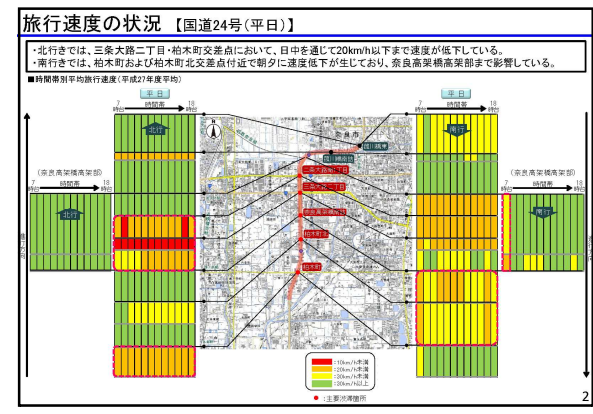 旅行速度の状況 【国道24号(平日)】
・北行きでは、三条大路二丁目・柏木町交差点において、日中を通じて20km/h以下まで速度が低下している。
・南行きでは、柏木町および柏木町北交差点付近で朝夕に速度低下が生じており、奈良高架橋高架部まで影響している。
■時間帯別平均旅行速度(平成27年度平均)
平日
7時台 時間帯 18時台
北行
平日
7時台 時間帯 18時台
南行
奈良市
二条大路南二丁目
三条大路二丁目
柏木町北
柏木町
(奈良高架橋高架部)
7時台 時間帯 18時台
北行
(奈良高架橋高架部)
7時台 時間帯 18時台
南行
:10km/h未満
:20km/h未満
:30km/h未満
:30km/h以上
:主要渋滞箇所
2